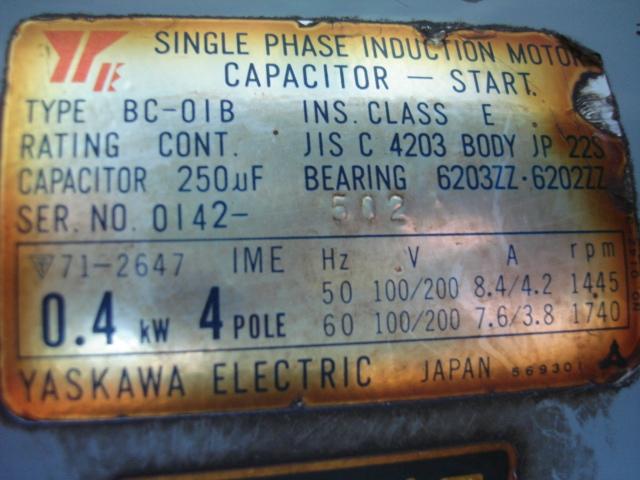 SINGLE PHASE INDUCTION MOTOR
CAPACITOR — START.
TYPE BC-01B INS. CLASS E
RATING CONT. JIS C 4203 BODY JP 22S
CAPACITOR 250μF BEARING 6203ZZ·6202ZZ
SER. NO. 0142- 502
71-2647 IME Hz V A rpm
0.4 kW 4 POLE
50 100/200 8.4/4.2 1445
60 100/200 7.6/3.8 1740
YASKAWA ELECTRIC JAPAN 569301